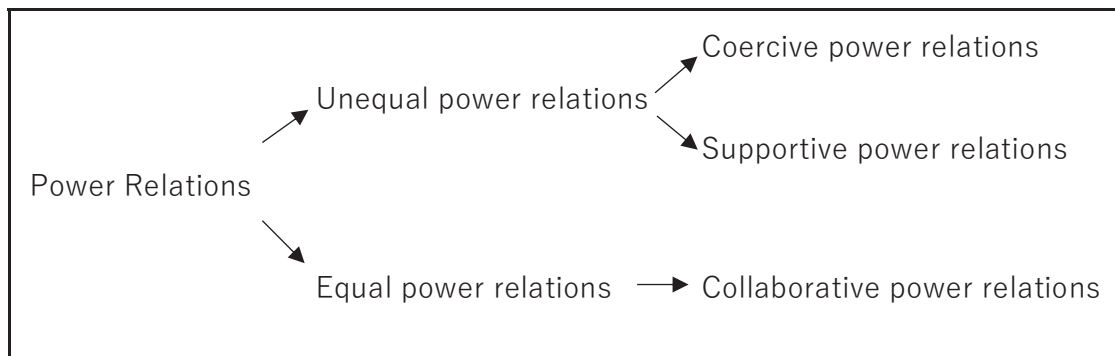 Coercive power relations
Unequal power relations
Supportive power relations
Power Relations
Equal power relations
Collaborative power relations